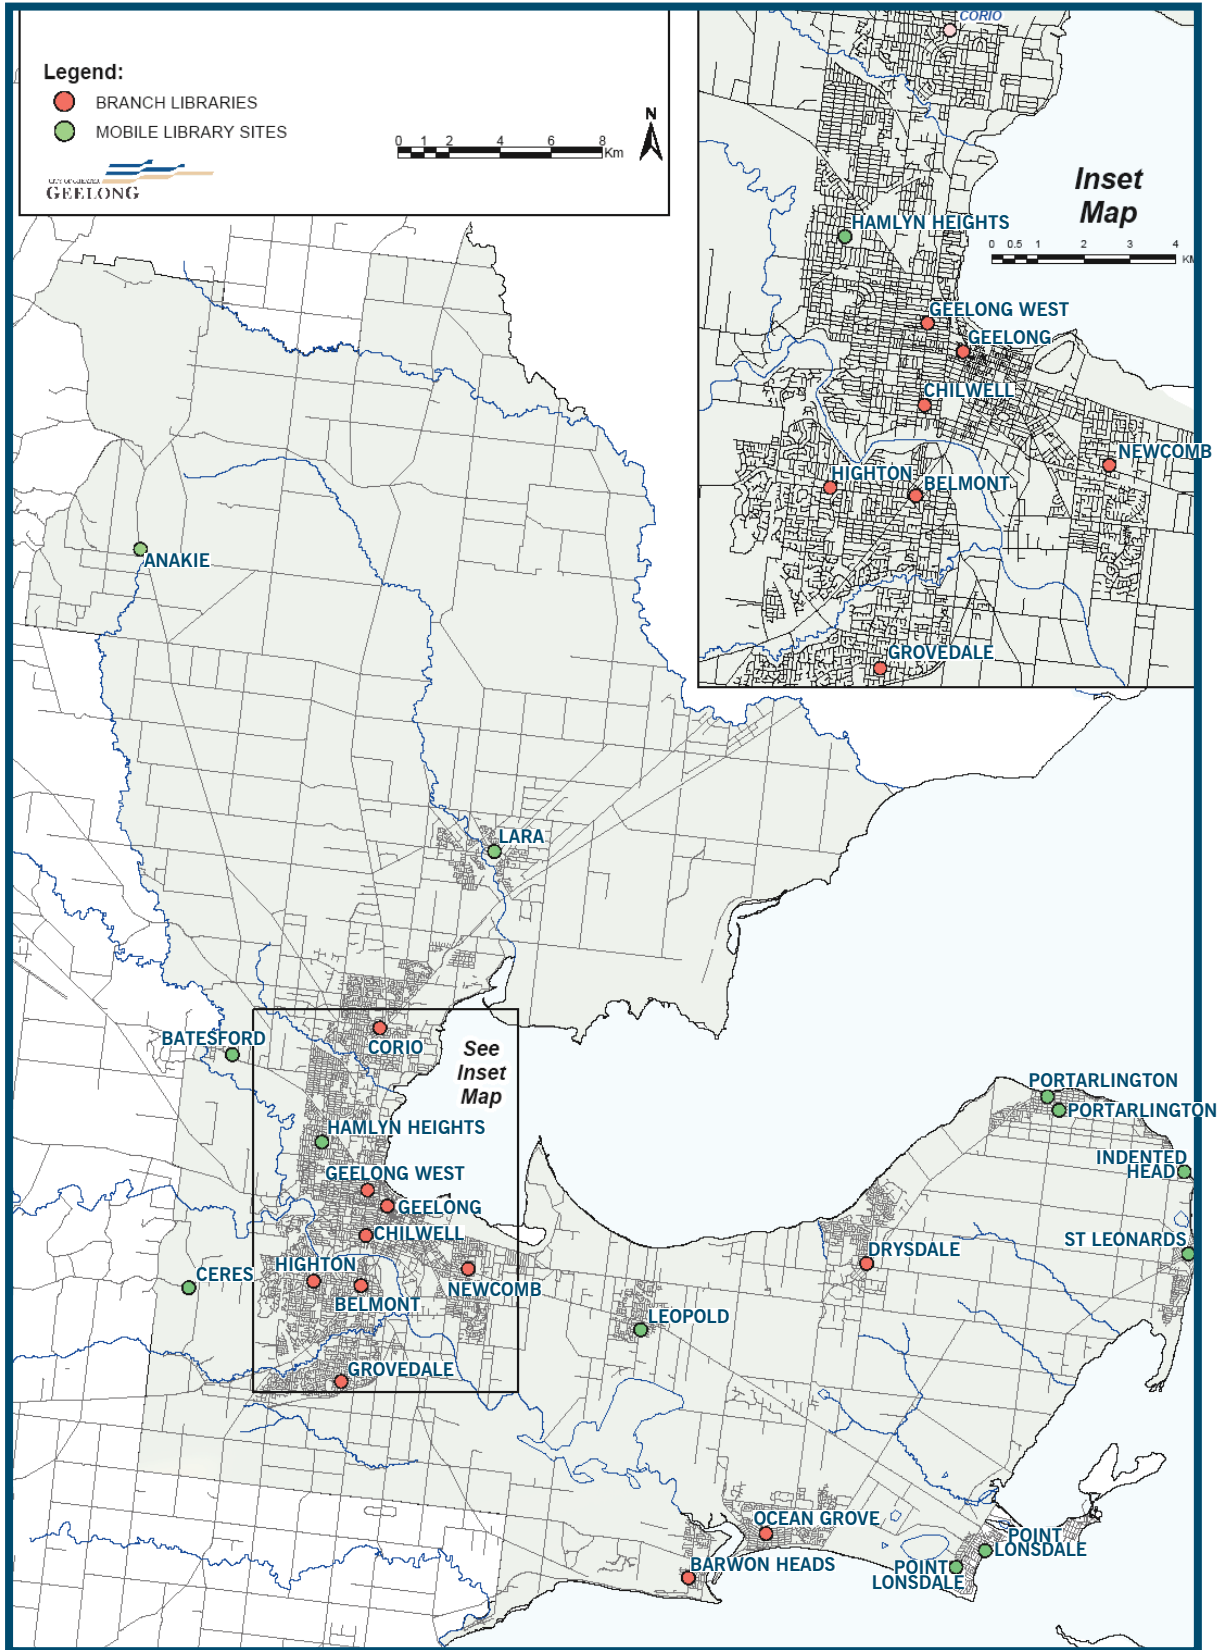 Legend:
BRANCH LIBRARIES
MOBILE LIBRARY SITES
GEELONG
0 1 2 4 6 8
Km
N
CORIO
Inset
Map
0 0.5 1 2 3 4
KM
HAMLYN HEIGHTS
GEELONG WEST
GEELONG
CHILWELL
NEWCOMB
HIGHTON
BELMONT
GROVEDALE
ANAKIE
LARA
BATESFORD
CORIO
See
Inset
Map
HAMLYN HEIGHTS
GEELONG WEST
GEELONG
CHILWELL
HIGHTON
CERES
BELMONT
NEWCOMB
GROVEDALE
LEOPOLD
DRYSDALE
PORTARLINGTON
PORTARLINGTON
INDENTED
HEAD
ST LEONARDS
OCEAN GROVE
BARWON HEADS
POINT
LONSDALE
POINT
LONSDALE